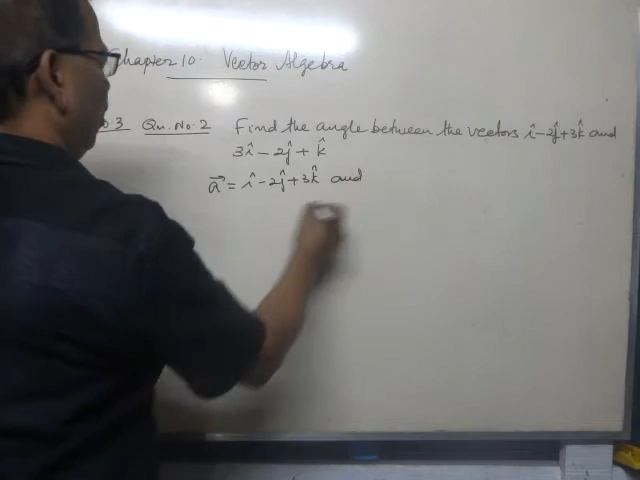 Chapter 10. Vector Algebra
.3 Qn. No. 2 Find the angle between the vectors î - 2ĵ + 3k̂ and
3î - 2ĵ + k̂
a⃗ = î - 2ĵ + 3k̂ and